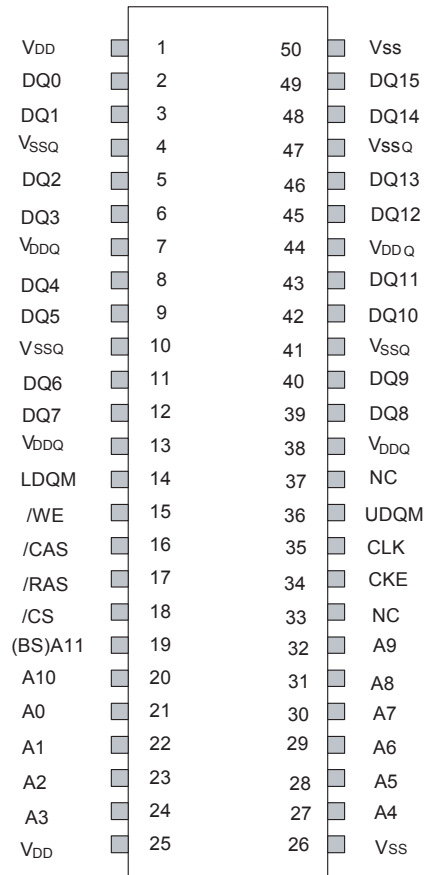 VDD 1 50 Vss
DQ0 2 49 DQ15
DQ1 3 48 DQ14
VSSQ 4 47 VssQ
DQ2 5 46 DQ13
DQ3 6 45 DQ12
VDDQ 7 44 VDDQ
DQ4 8 43 DQ11
DQ5 9 42 DQ10
VSSQ 10 41 VSSQ
DQ6 11 40 DQ9
DQ7 12 39 DQ8
VDDQ 13 38 VDDQ
LDQM 14 37 NC
/WE 15 36 UDQM
/CAS 16 35 CLK
/RAS 17 34 CKE
/CS 18 33 NC
(BS)A11 19 32 A9
A10 20 31 A8
A0 21 30 A7
A1 22 29 A6
A2 23 28 A5
A3 24 27 A4
VDD 25 26 Vss